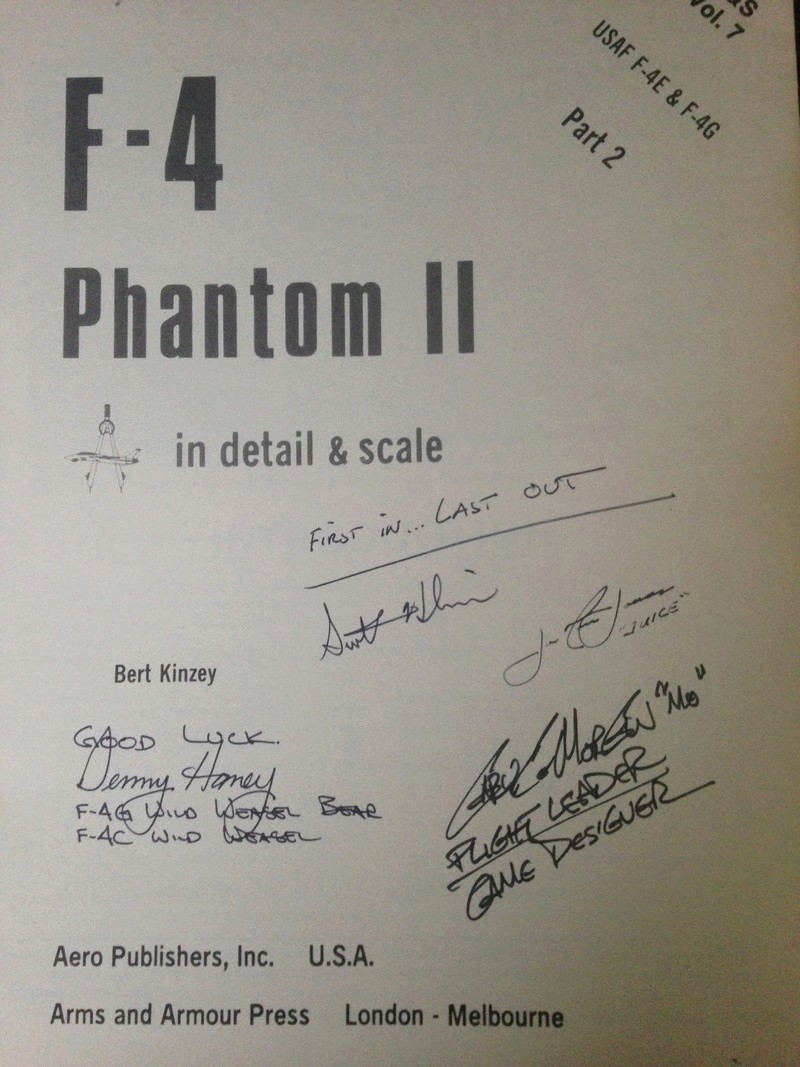 Vol. 7
USAF F-4E & F-4G
Part 2
F-4
Phantom II
in detail & scale
FIRST IN... LAST OUT
"JUICE"
Bert Kinzey
GOOD LUCK.
Denny Haney
F-4G WILD WEASEL BEAR
F-4C WILD WEASEL
"MO"
FLIGHT LEADER
GAME DESIGNER
Aero Publishers, Inc. U.S.A.
Arms and Armour Press London - Melbourne